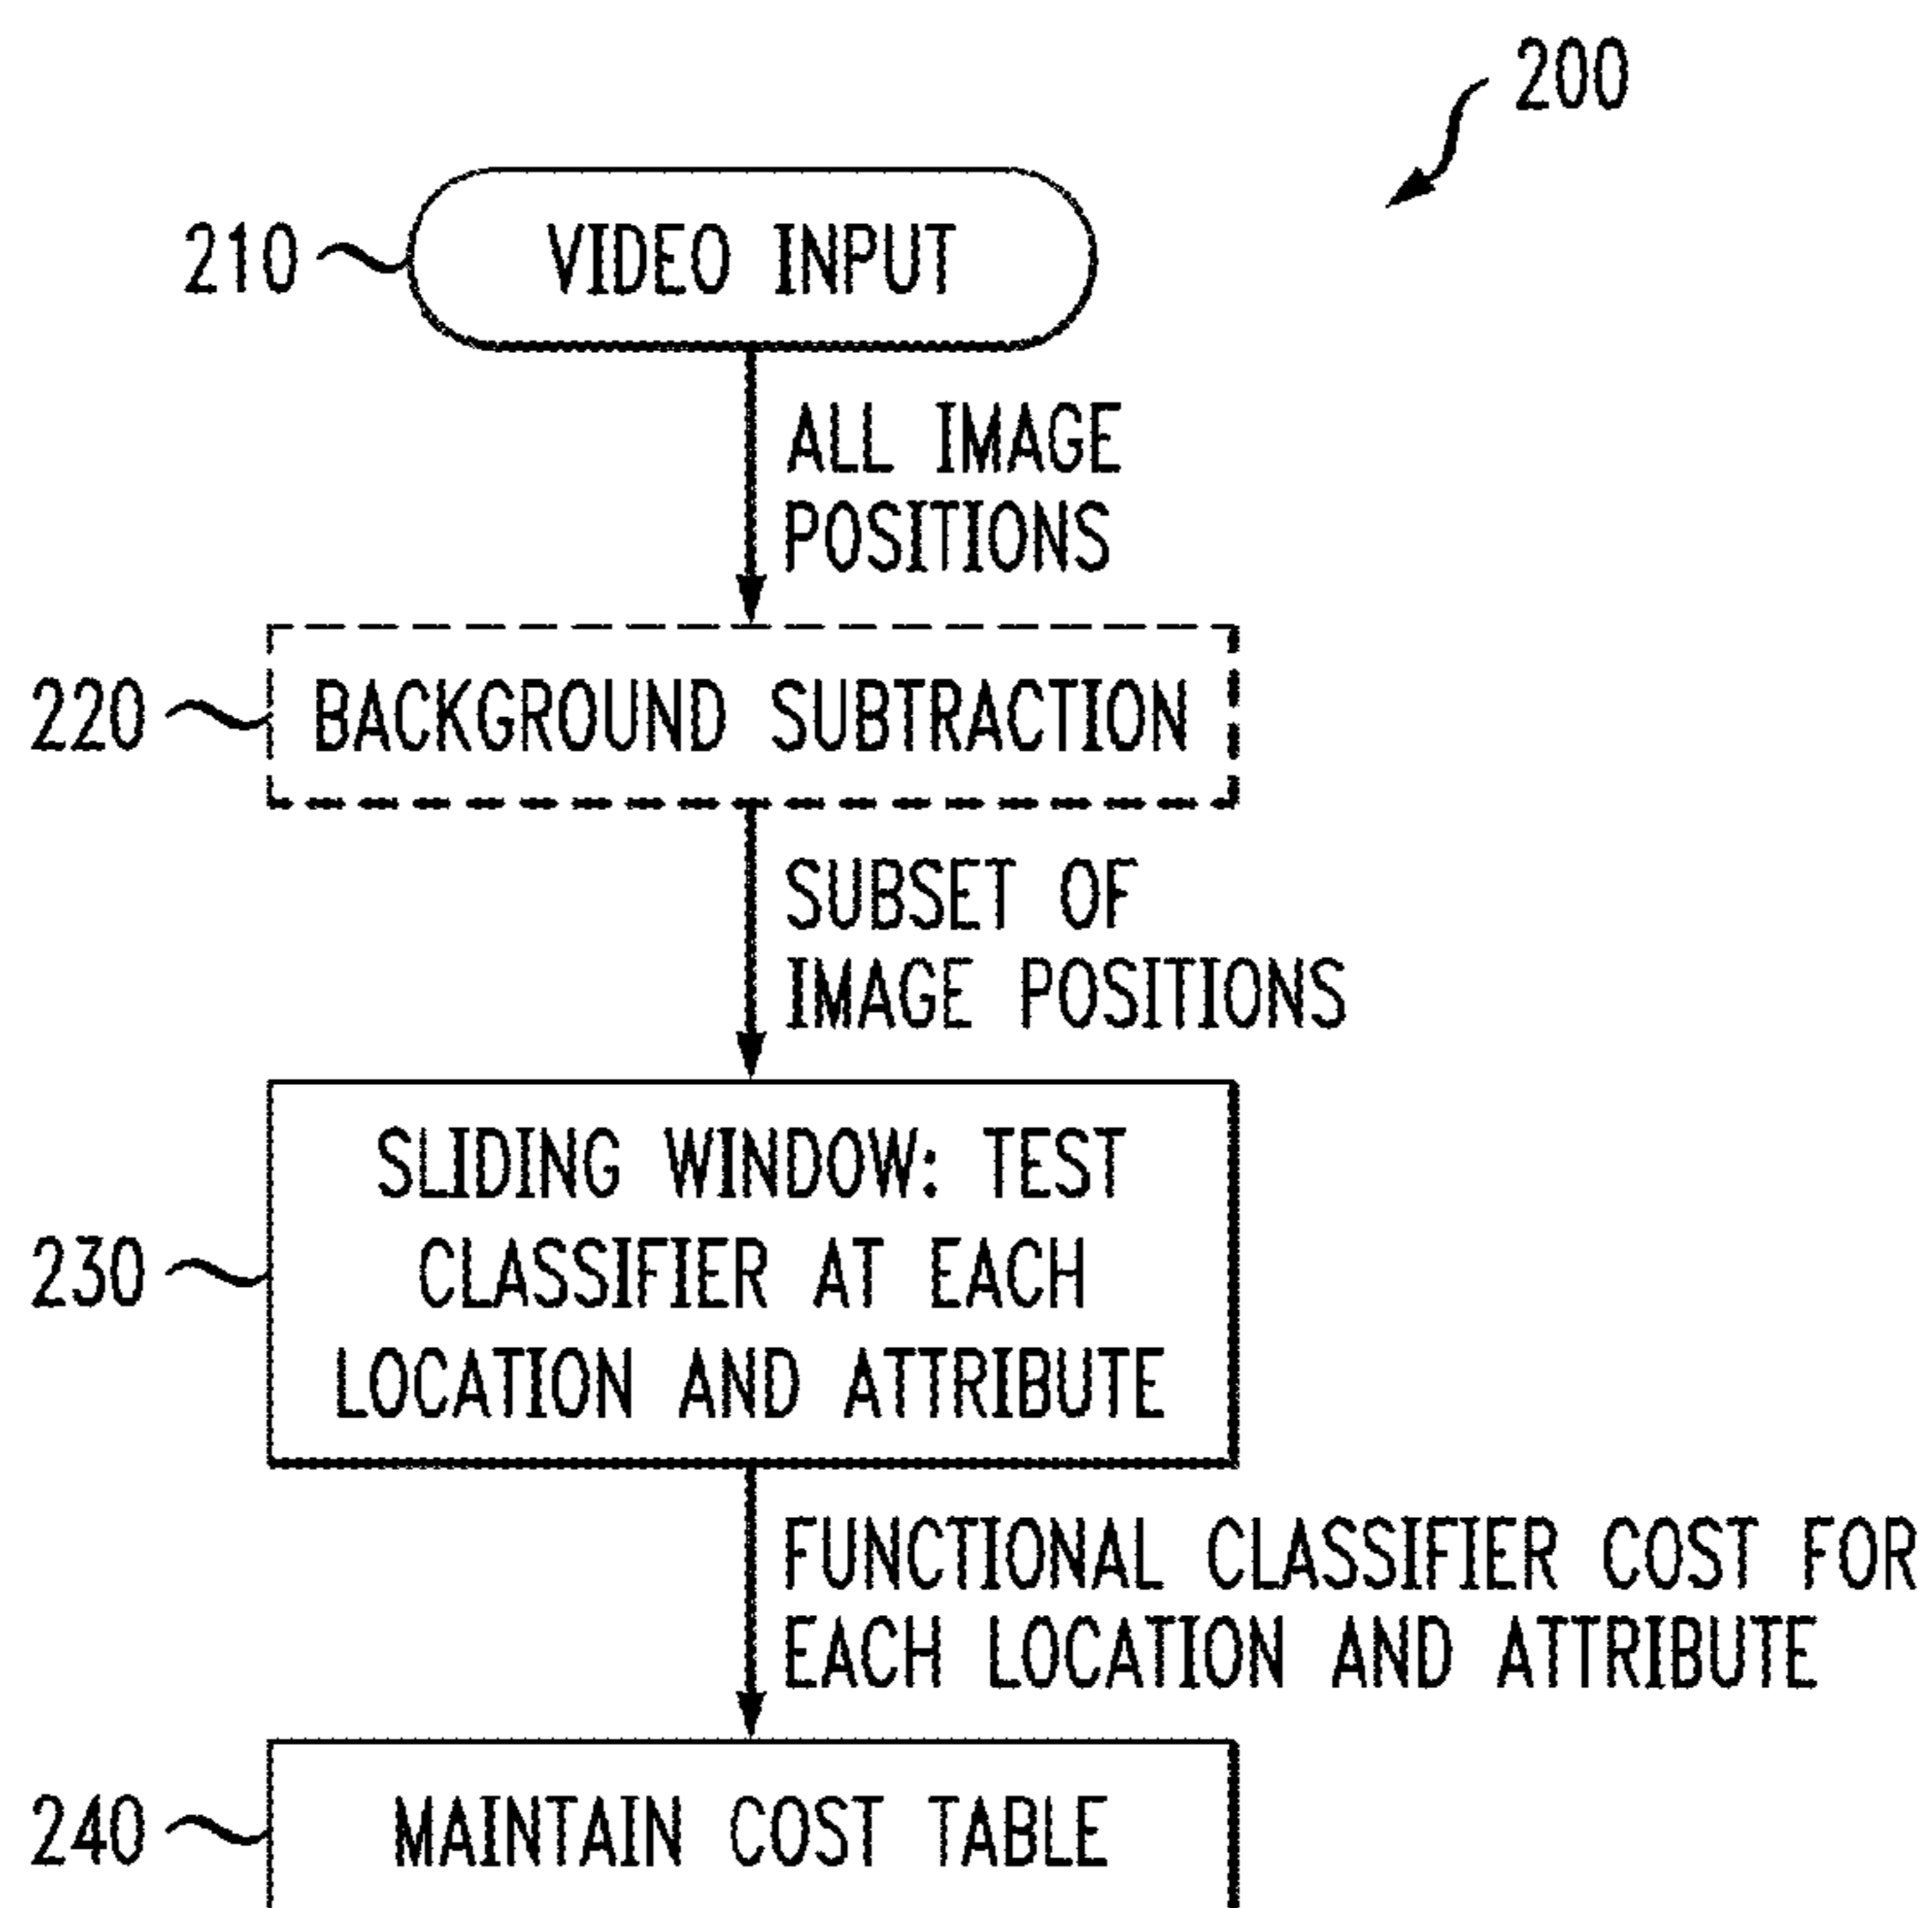 200
210
VIDEO INPUT
ALL IMAGE
POSITIONS
220
BACKGROUND SUBTRACTION
SUBSET OF
IMAGE POSITIONS
SLIDING WINDOW: TEST
230
CLASSIFIER AT EACH
LOCATION AND ATTRIBUTE
FUNCTIONAL CLASSIFIER COST FOR
EACH LOCATION AND ATTRIBUTE
240
MAINTAIN COST TABLE